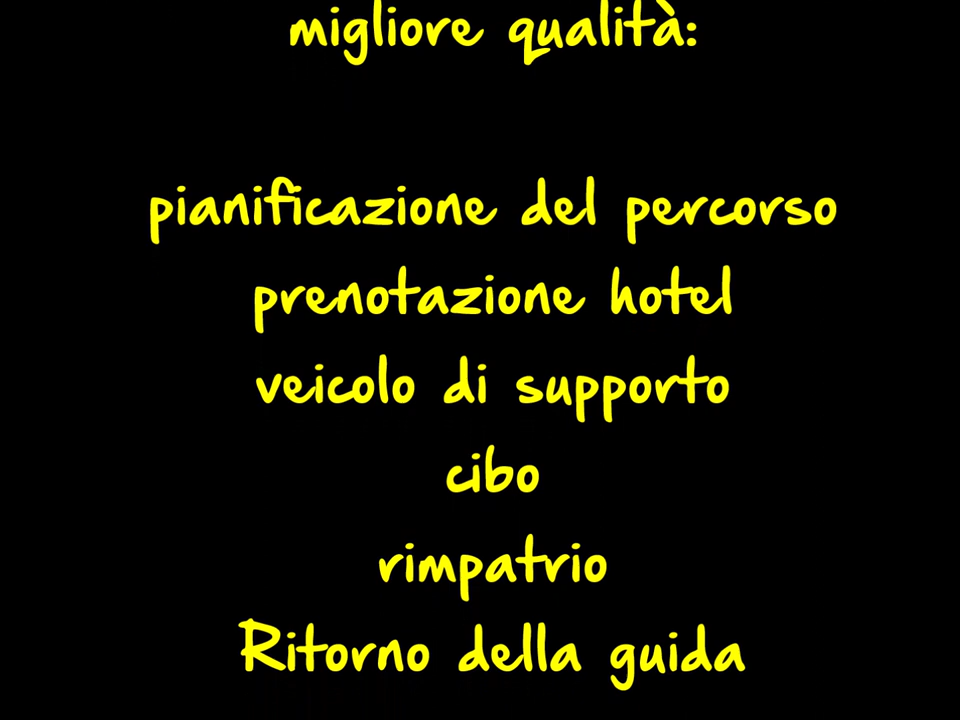 migliore qualità:
pianificazione del percorso
prenotazione hotel
veicolo di supporto
cibo
rimpatrio
Ritorno della guida